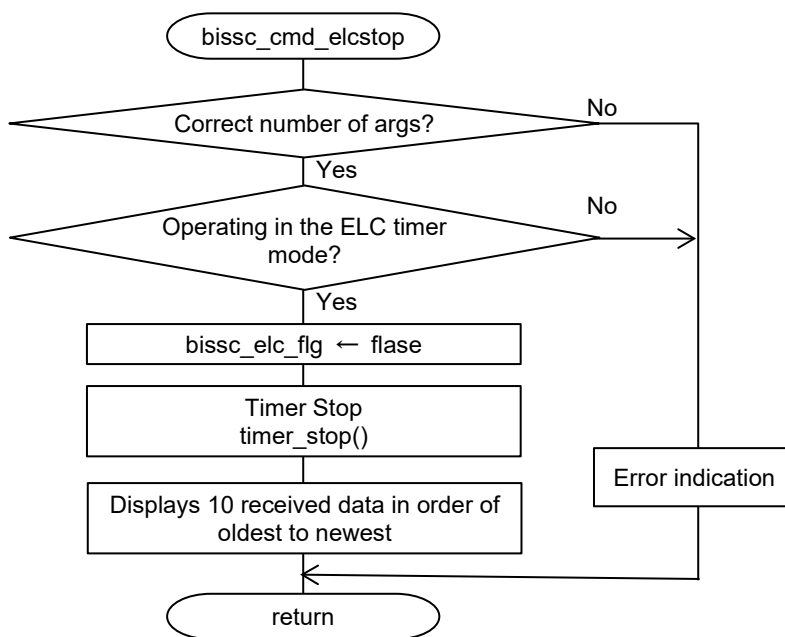 bissc_cmd_elcstop
Correct number of args?
No
Yes
Operating in the ELC timer
mode?
No
Yes
bissc_elc_flg ← flase
Timer Stop
timer_stop()
Error indication
Displays 10 received data in order of
oldest to newest
return